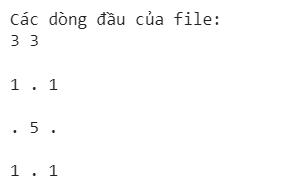 Các dòng đầu của file:
3 3
1 . 1
. 5 .
1 . 1